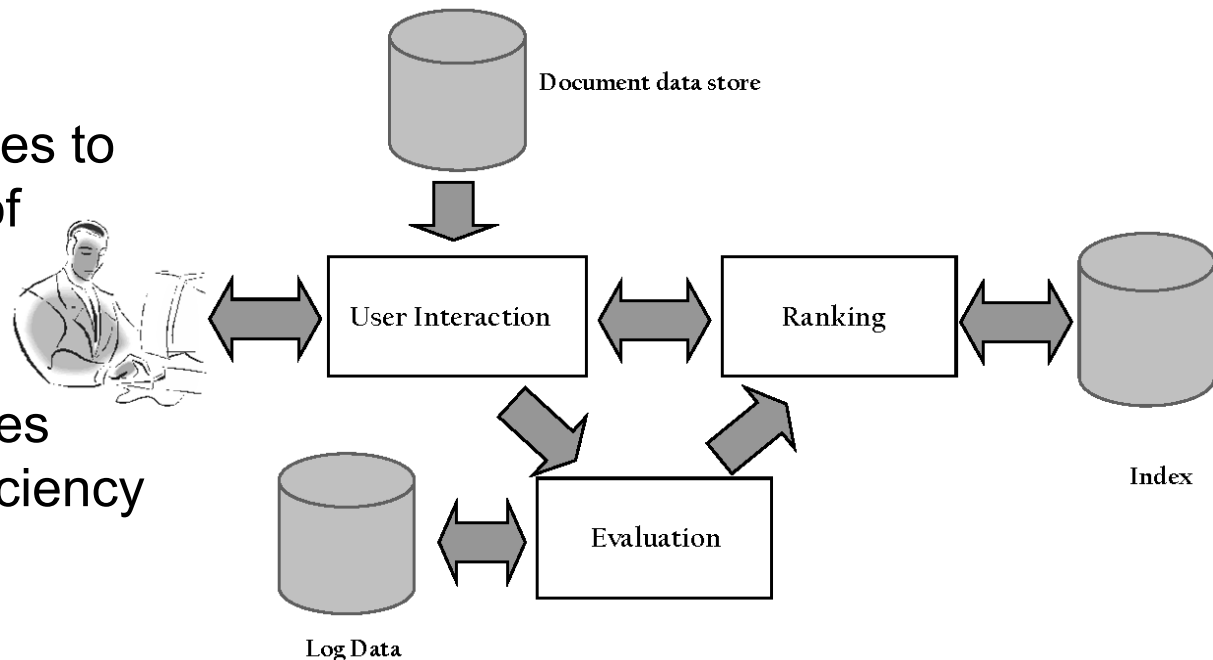 Document data store
es to
of
User Interaction
Ranking
es
ciency
Index
Evaluation
Log Data